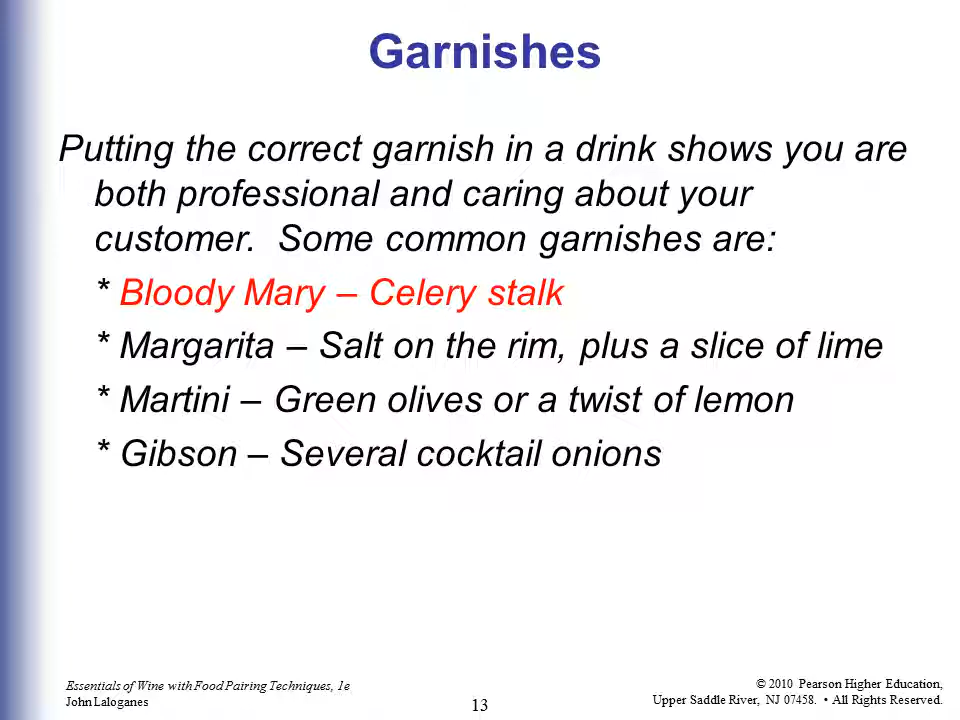 Garnishes
Putting the correct garnish in a drink shows you are
both professional and caring about your
customer.  Some common garnishes are:
* Bloody Mary – Celery stalk
* Margarita – Salt on the rim, plus a slice of lime
* Martini – Green olives or a twist of lemon
* Gibson – Several cocktail onions
Essentials of Wine with Food Pairing Techniques, 1e
John Laloganes
13
© 2010 Pearson Higher Education,
Upper Saddle River, NJ 07458. • All Rights Reserved.